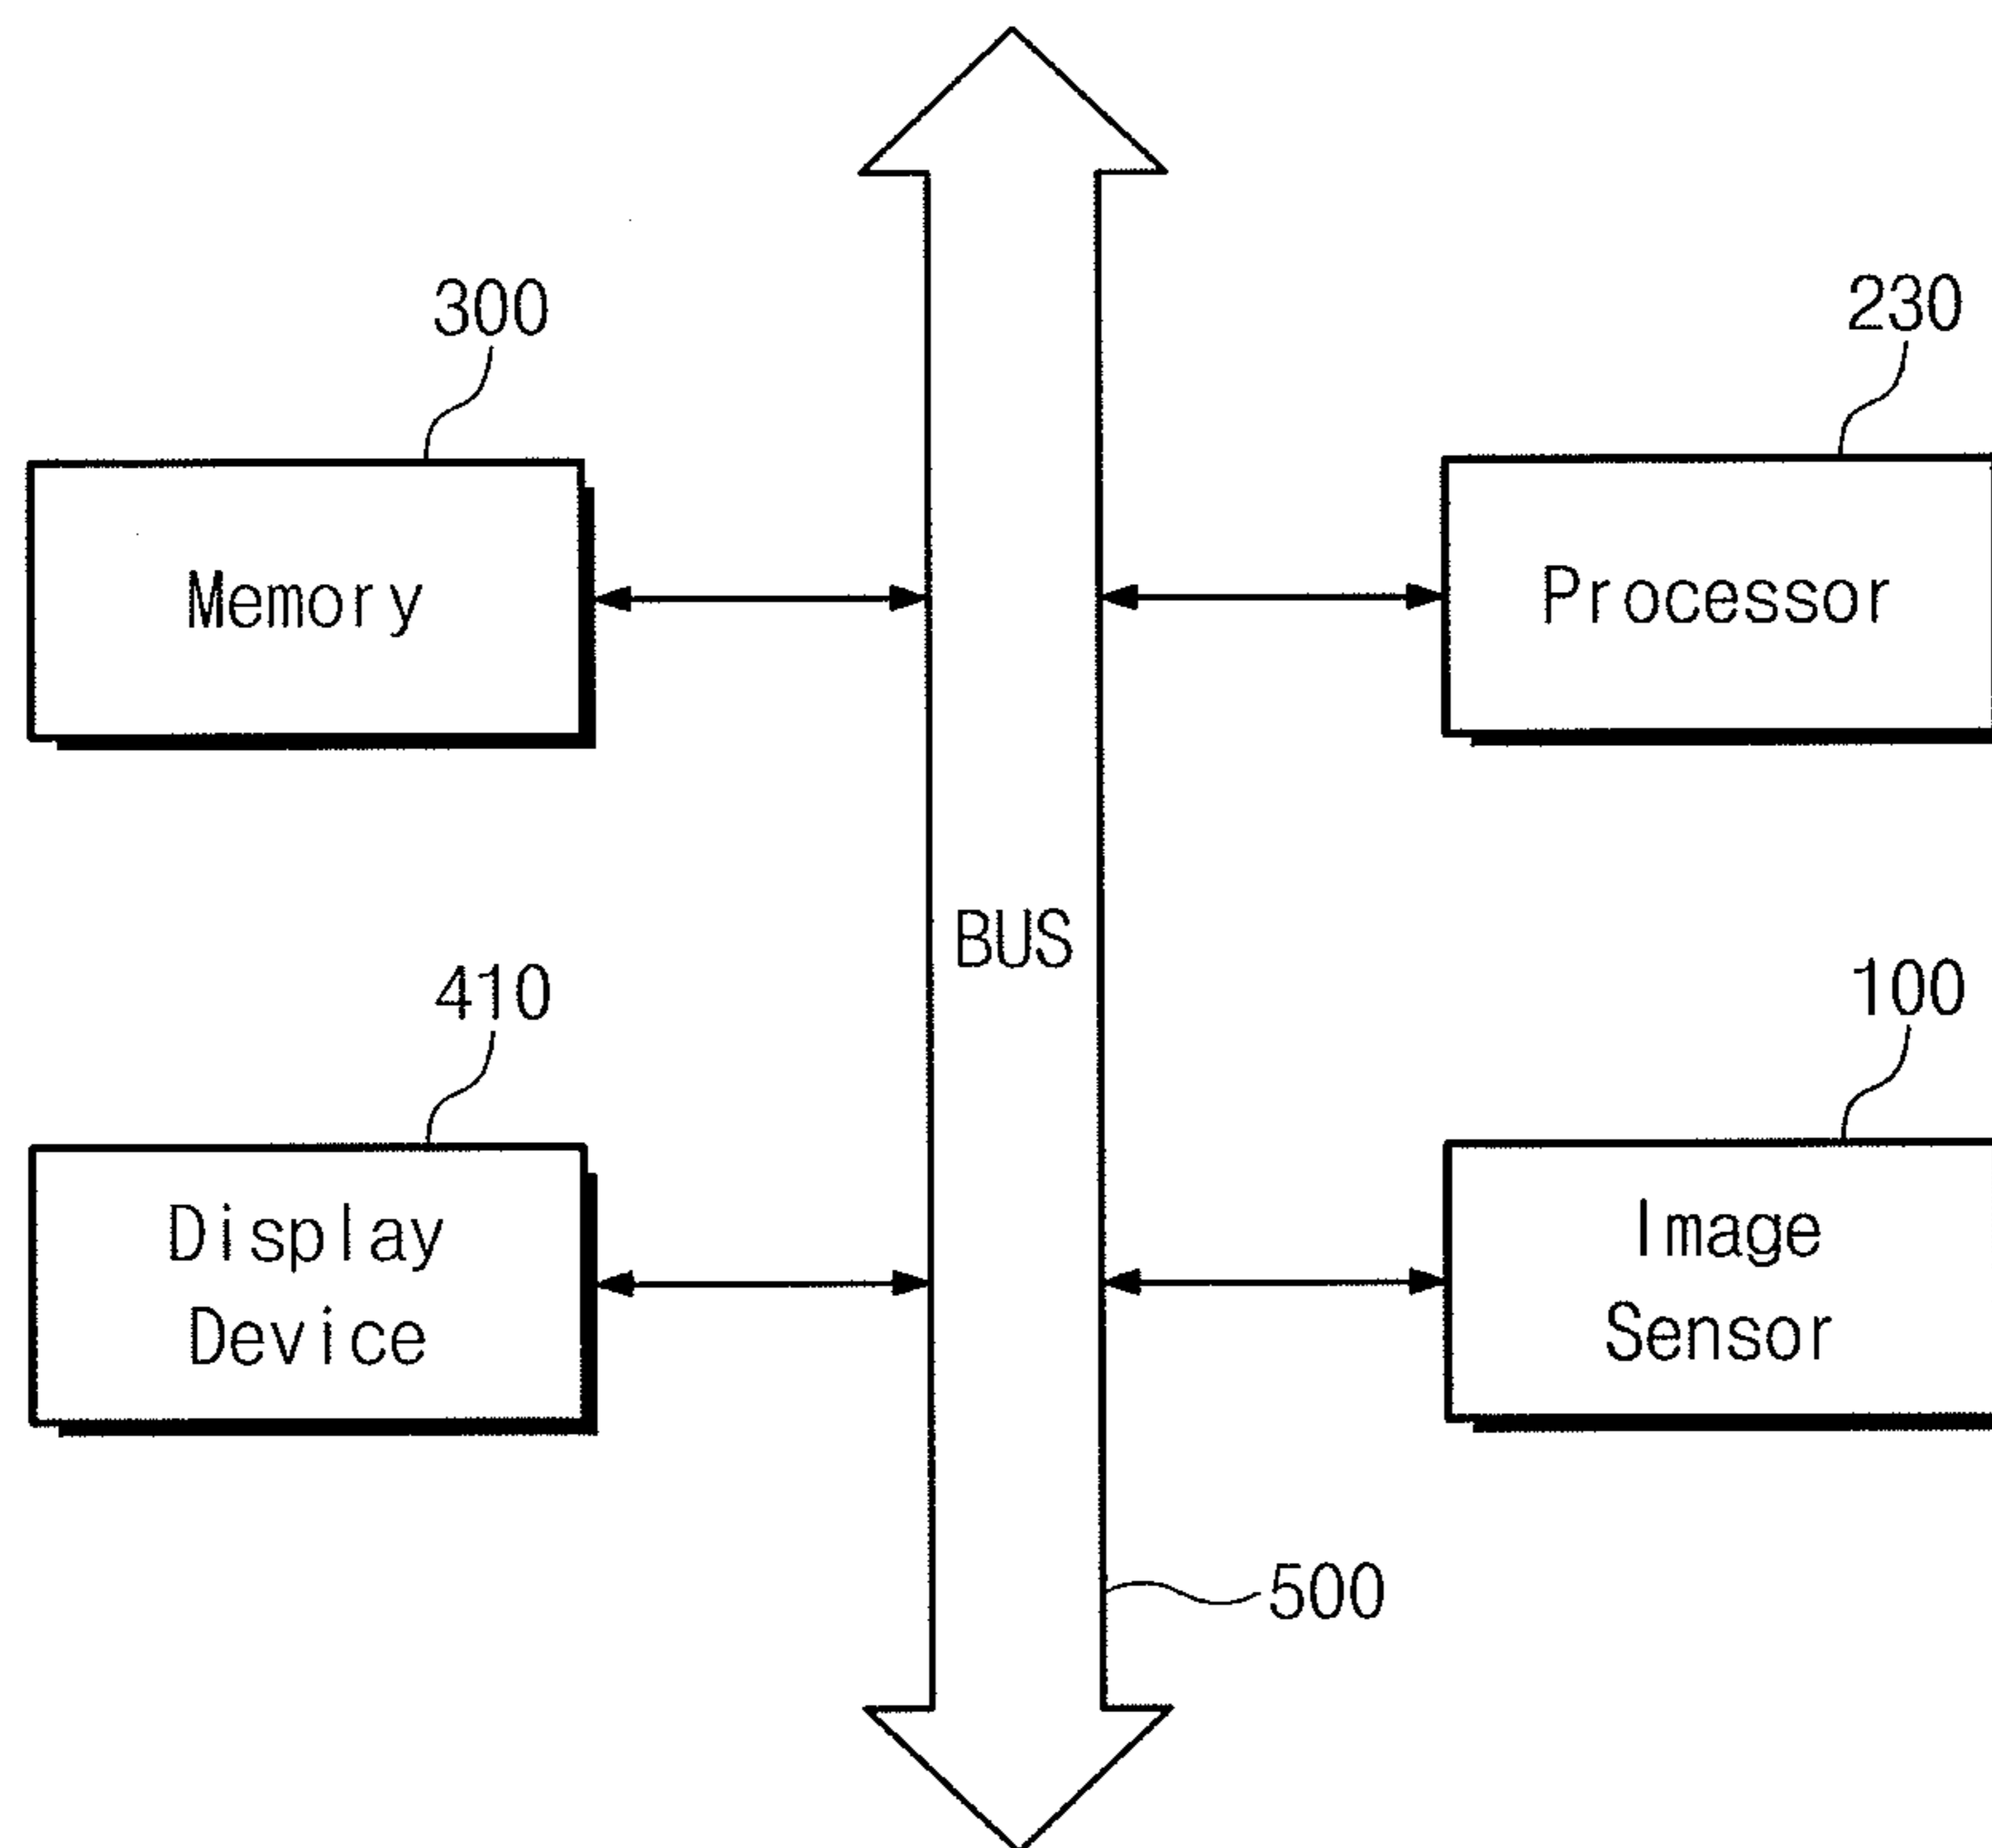 300
230
Memory
Processor
BUS
410
100
Display
Device
Image
Sensor
500